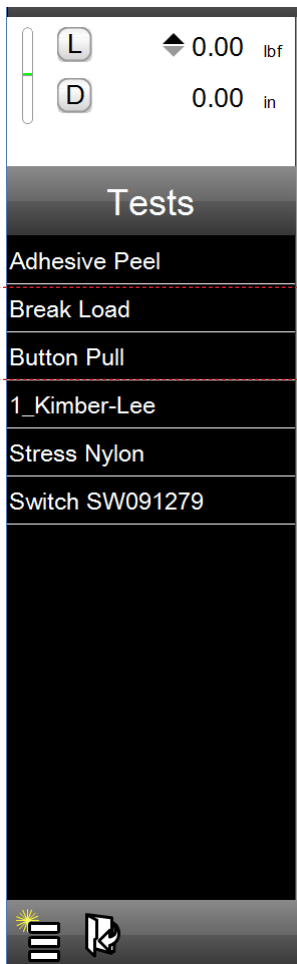 L 0.00 lbf
D 0.00 in
Tests
Adhesive Peel
Break Load
Button Pull
1_Kimber-Lee
Stress Nylon
Switch SW091279